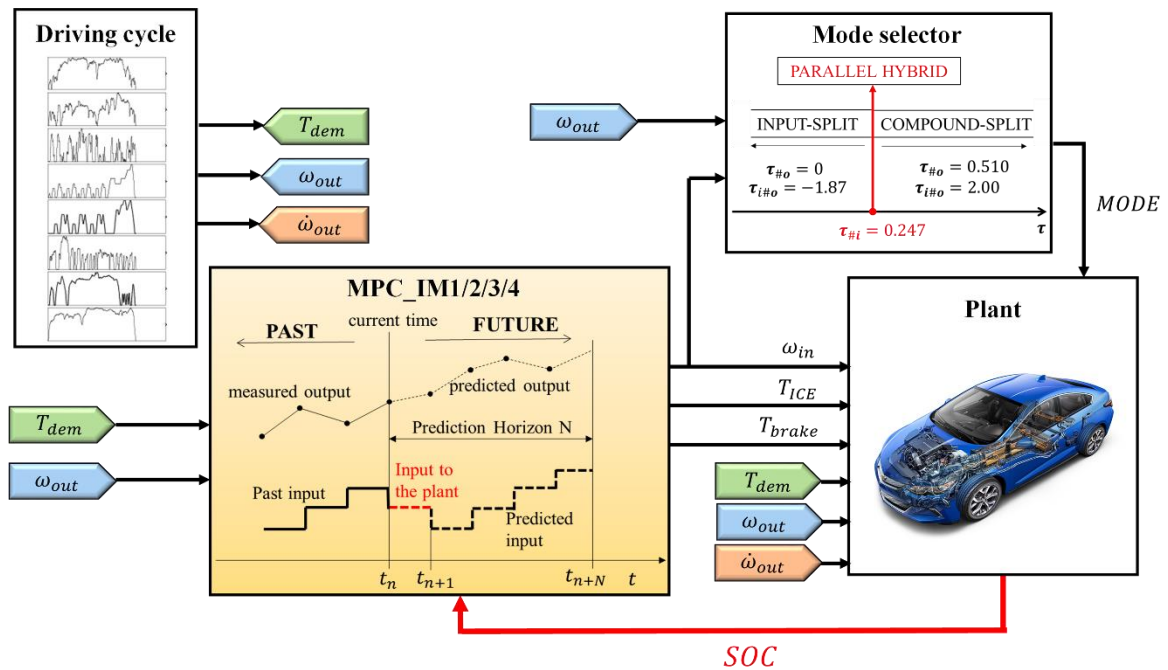 Driving cycle
T_dem
ω_out
ω̇_out
Mode selector
PARALLEL HYBRID
INPUT-SPLIT
COMPOUND-SPLIT
τ_#o = 0
τ_i#o = −1.87
τ_#o = 0.510
τ_i#o = 2.00
τ_#i = 0.247
τ
ω_out
MODE
MPC_IM1/2/3/4
PAST
current time
FUTURE
measured output
predicted output
Prediction Horizon N
Past input
Input to
the plant
Predicted
input
t_n
t_n+1
t_n+N
t
T_dem
ω_out
Plant
ω_in
T_ICE
T_brake
T_dem
ω_out
ω̇_out
SOC